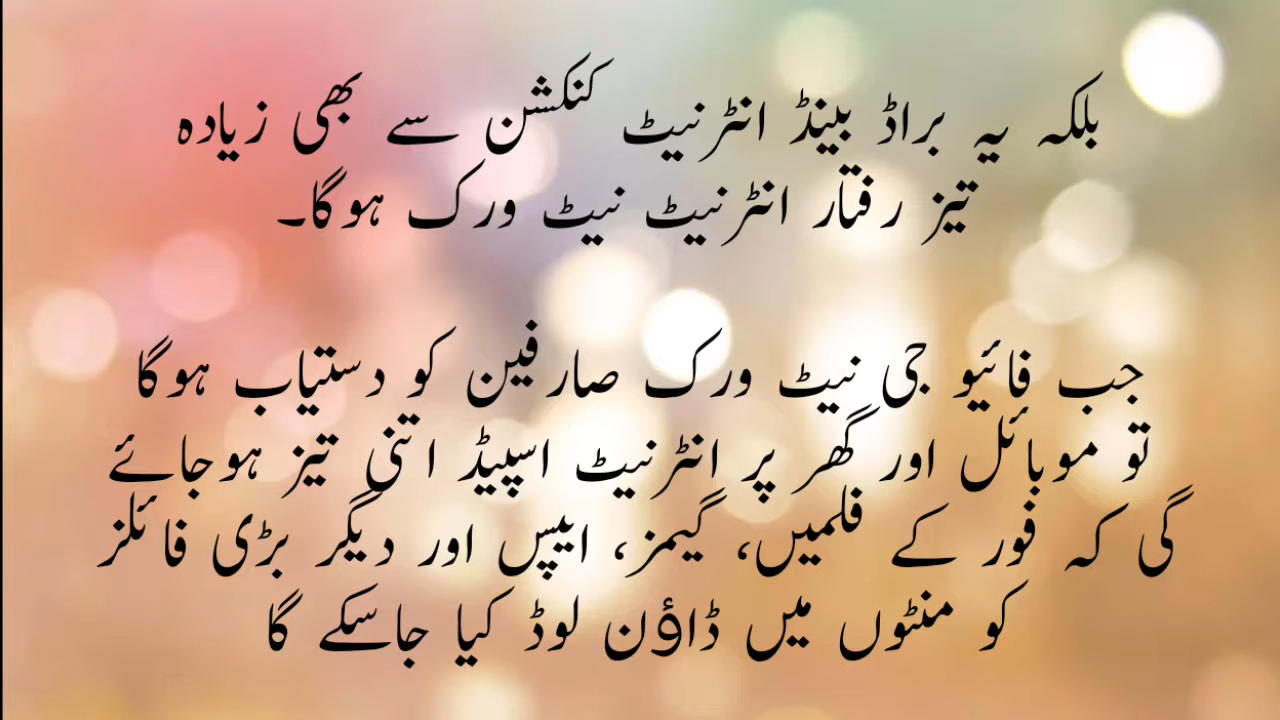 بلکہ یہ براڈ بینڈ انٹرنیٹ کنکشن سے بھی زیادہ
تیز رفتار انٹرنیٹ نیٹ ورک ہوگا۔
جب فائیو جی نیٹ ورک صارفین کو دستیاب ہوگا
تو موبائل اور گھر پر انٹرنیٹ اسپیڈ اتنی تیز ہوجائے
گی کہ فور کے فلمیں، گیمز، ایپس اور دیگر بڑی فائلز
کو منٹوں میں ڈاؤن لوڈ کیا جاسکے گا